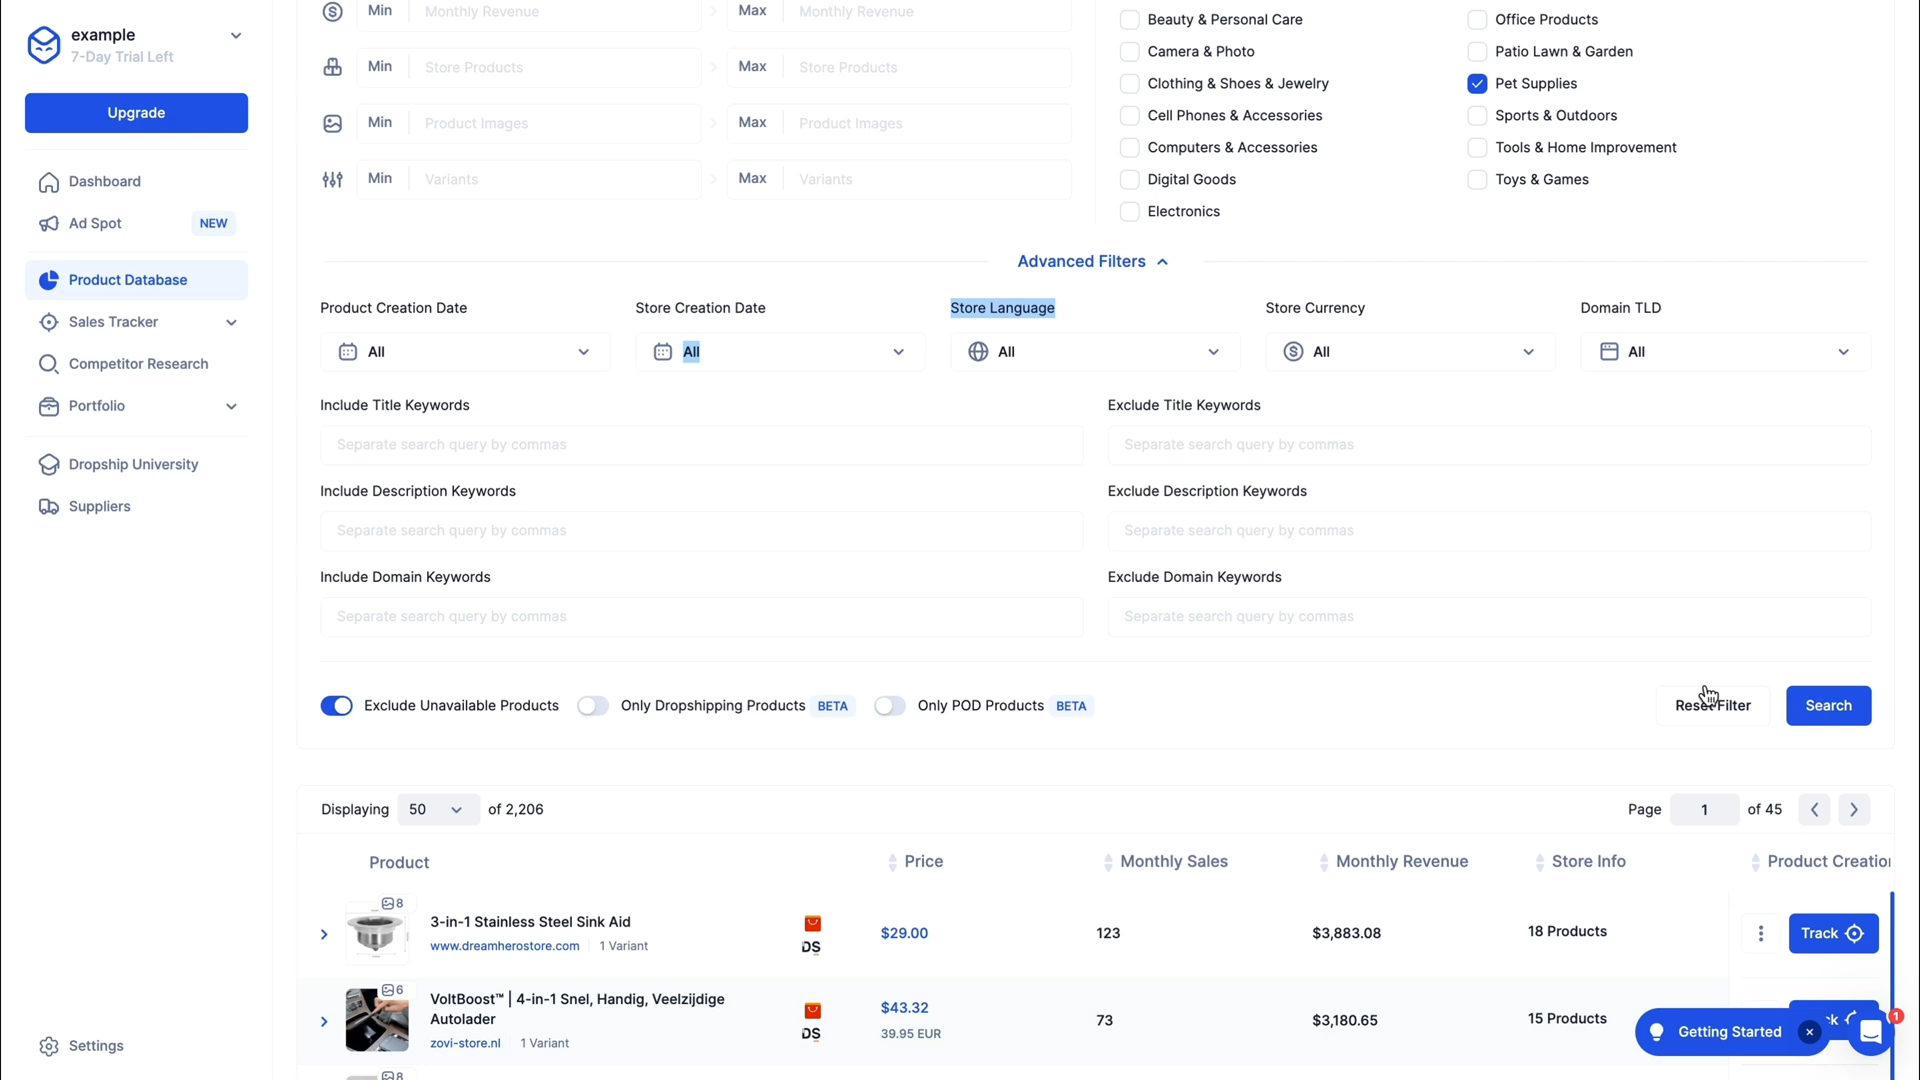 example
7-Day Trial Left
Upgrade
Dashboard
Ad Spot NEW
Product Database
Sales Tracker
Competitor Research
Portfolio
Dropship University
Suppliers
Settings
Min Monthly Revenue Max Monthly Revenue
Min Store Products Max Store Products
Min Product Images Max Product Images
Min Variants Max Variants
Beauty & Personal Care
Camera & Photo
Clothing & Shoes & Jewelry
Cell Phones & Accessories
Computers & Accessories
Digital Goods
Electronics
Office Products
Patio Lawn & Garden
Pet Supplies
Sports & Outdoors
Tools & Home Improvement
Toys & Games
Advanced Filters
Product Creation Date Store Creation Date Store Language Store Currency Domain TLD
All All All All All
Include Title Keywords Exclude Title Keywords
Separate search query by commas Separate search query by commas
Include Description Keywords Exclude Description Keywords
Separate search query by commas Separate search query by commas
Include Domain Keywords Exclude Domain Keywords
Separate search query by commas Separate search query by commas
Exclude Unavailable Products Only Dropshipping Products BETA Only POD Products BETA Reset Filter Search
Displaying 50 of 2,206 Page 1 of 45
Product Price Monthly Sales Monthly Revenue Store Info Product Creation
8
3-in-1 Stainless Steel Sink Aid
www.dreamherostore.com 1 Variant
DS
$29.00 123 $3,883.08 18 Products Track
6
VoltBoost™ | 4-in-1 Snel, Handig, Veelzijdige
Autolader
zovi-store.nl 1 Variant
DS
$43.32
39.95 EUR
73 $3,180.65 15 Products
Getting Started
1
8